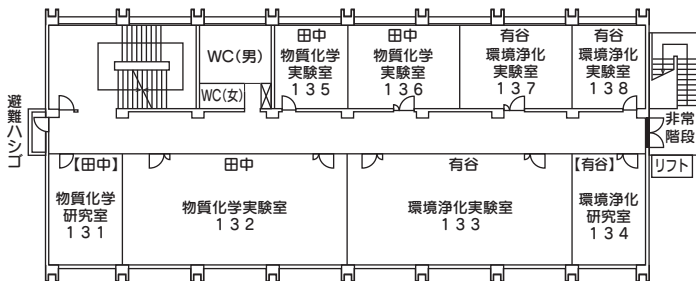 WC(男)
WC(女)
田中
物質化学
実験室
135
田中
物質化学
実験室
136
有谷
環境浄化
実験室
137
有谷
環境浄化
実験室
138
避難ハシゴ
非常
階段
リフト
【田中】
物質化学
研究室
131
田中
物質化学実験室
132
有谷
環境浄化実験室
133
【有谷】
環境浄化
研究室
134